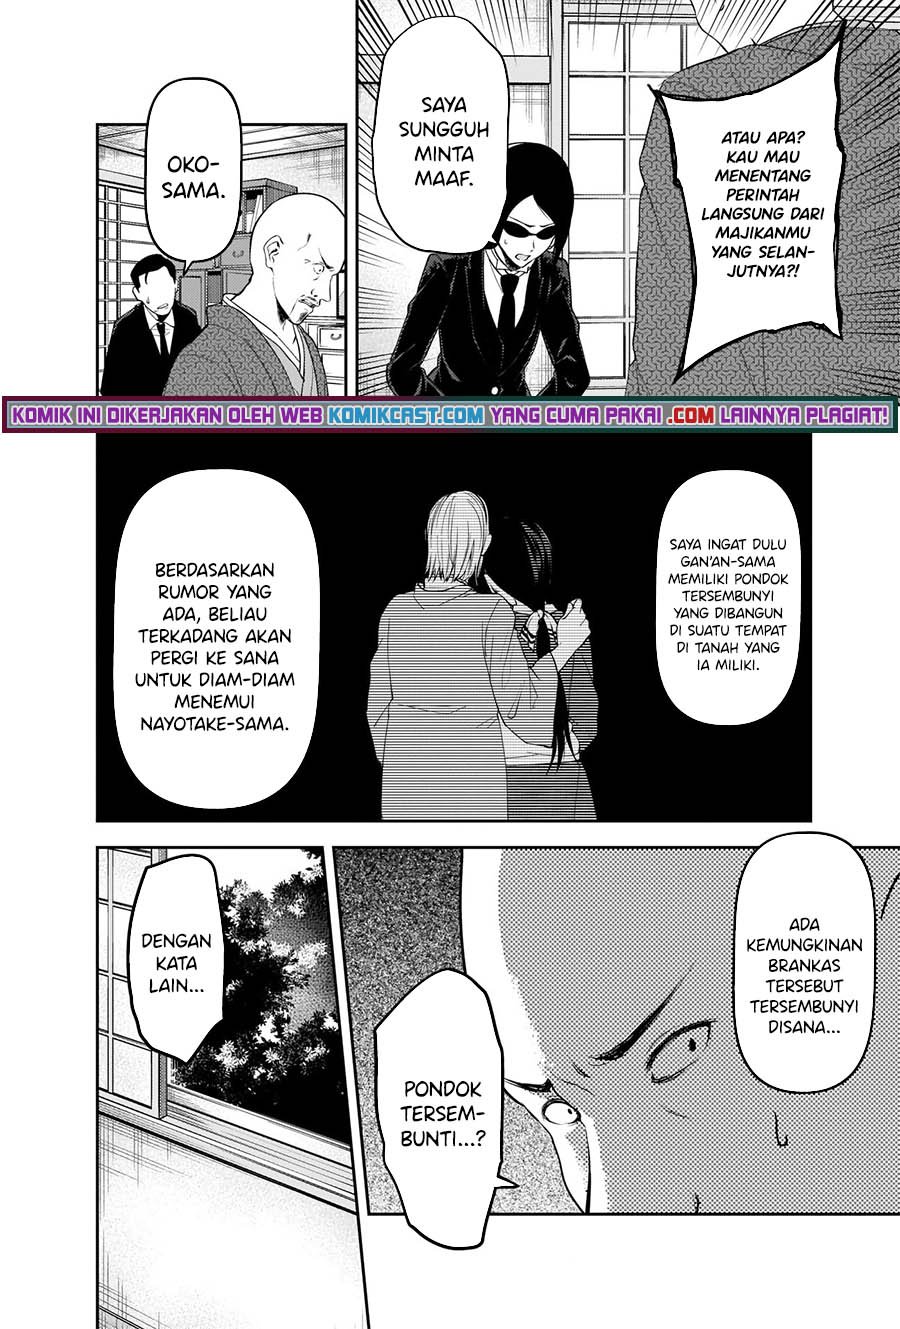 ATAU APA?
KAU MAU
MENENTANG
PERINTAH
LANGSUNG DARI
MAJIKANMU
YANG SELAN-
JUTNYA?!
SAYA
SUNGGUH
MINTA
MAAF.
OKO-
SAMA.
KOMIK INI DIKERJAKAN OLEH WEB KOMIKCAST.COM YANG CUMA PAKAI .COM LAINNYA PLAGIAT!
SAYA INGAT DULU
GAN'AN-SAMA
MEMILIKI PONDOK
TERSEMBUNYI
YANG DIBANGUN
DI SUATU TEMPAT
DI TANAH YANG
IA MILIKI.
BERDASARKAN
RUMOR YANG
ADA, BELIAU
TERKADANG AKAN
PERGI KE SANA
UNTUK DIAM-DIAM
MENEMUI
NAYOTAKE-SAMA.
ADA
KEMUNGKINAN
BRANKAS
TERSEBUT
TERSEMBUNYI
DISANA...
PONDOK
TERSEM-
BUNTI...?
DENGAN
KATA
LAIN...